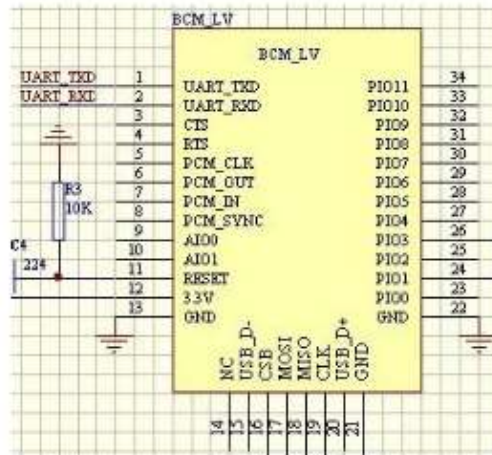 BCM_LV
BCM_LV
UART_TXD 1 UART_TXD PIO11 34
UART_RXD 2 UART_RXD PIO10 33
3 CTS PIO9 32
4 RTS PIO8 31
5 PCM_CLK PIO7 30
6 PCM_OUT PIO6 29
7 PCM_IN PIO5 28
8 PCM_SYNC PIO4 27
9 AIO0 PIO3 26
10 AIO1 PIO2 25
11 RESET PIO1 24
12 3.3V PIO0 23
13 GND GND 22
R3
10K
C4
224
NC USB_D- CSB MOSI MISO CLK USB_D+ GND
14 15 16 17 18 19 20 21